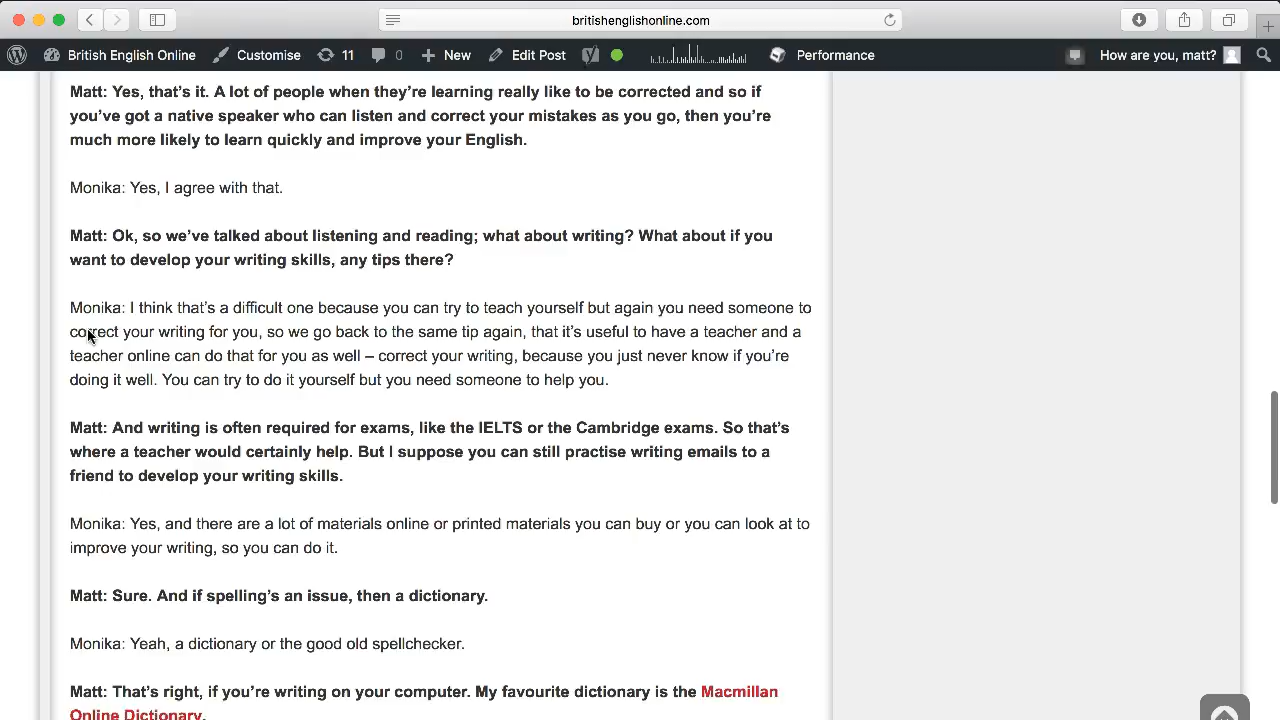 britishenglishonline.com
British English Online Customise 11 0 New Edit Post Performance How are you, matt?
Matt: Yes, that’s it. A lot of people when they’re learning really like to be corrected and so if
you’ve got a native speaker who can listen and correct your mistakes as you go, then you’re
much more likely to learn quickly and improve your English.
Monika: Yes, I agree with that.
Matt: Ok, so we’ve talked about listening and reading; what about writing? What about if you
want to develop your writing skills, any tips there?
Monika: I think that’s a difficult one because you can try to teach yourself but again you need someone to
correct your writing for you, so we go back to the same tip again, that it’s useful to have a teacher and a
teacher online can do that for you as well – correct your writing, because you just never know if you’re
doing it well. You can try to do it yourself but you need someone to help you.
Matt: And writing is often required for exams, like the IELTS or the Cambridge exams. So that’s
where a teacher would certainly help. But I suppose you can still practise writing emails to a
friend to develop your writing skills.
Monika: Yes, and there are a lot of materials online or printed materials you can buy or you can look at to
improve your writing, so you can do it.
Matt: Sure. And if spelling’s an issue, then a dictionary.
Monika: Yeah, a dictionary or the good old spellchecker.
Matt: That’s right, if you’re writing on your computer. My favourite dictionary is the Macmillan
Online Dictionary.